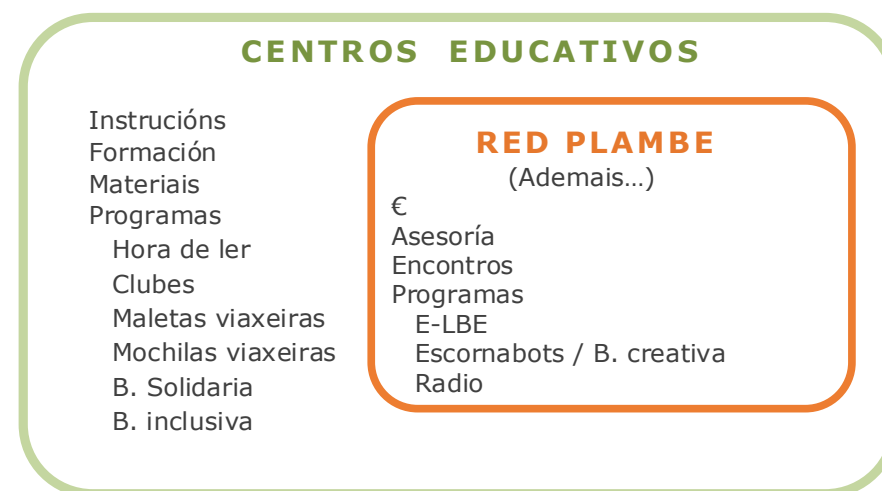 CENTROS EDUCATIVOS
Instrucións
Formación
Materiais
Programas
Hora de ler
Clubes
Maletas viaxeiras
Mochilas viaxeiras
B. Solidaria
B. inclusiva
RED PLAMBE
(Ademais…)
€
Asesoría
Encontros
Programas
E-LBE
Escornabots / B. creativa
Radio